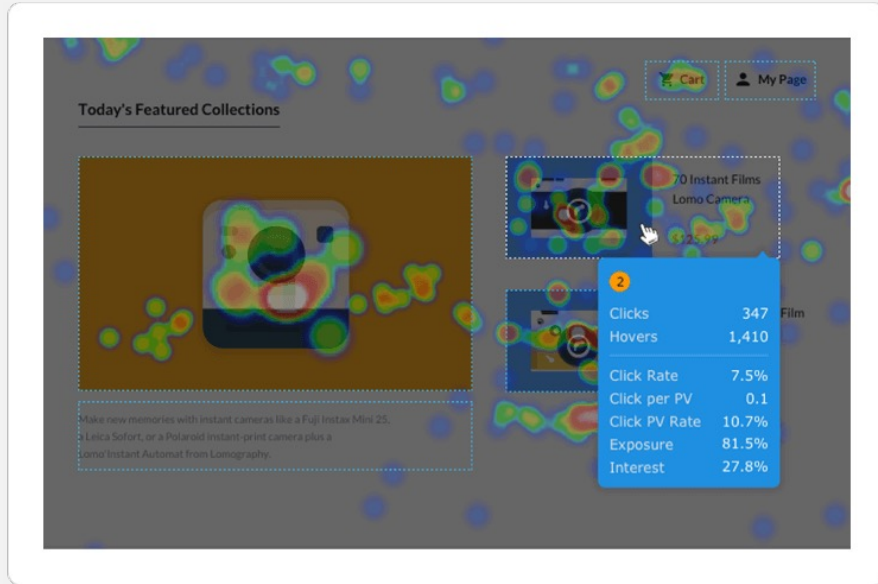 Cart
My Page
Today's Featured Collections
70 Instant Films
Lomo Camera
$125.99
2
Clicks 347
Hovers 1,410
Click Rate 7.5%
Click per PV 0.1
Click PV Rate 10.7%
Exposure 81.5%
Interest 27.8%
Film
Make new memories with instant cameras like a Fuji Instax Mini 25,
a Leica Sofort, or a Polaroid instant-print camera plus a
Lomo'Instant Automat from Lomography.